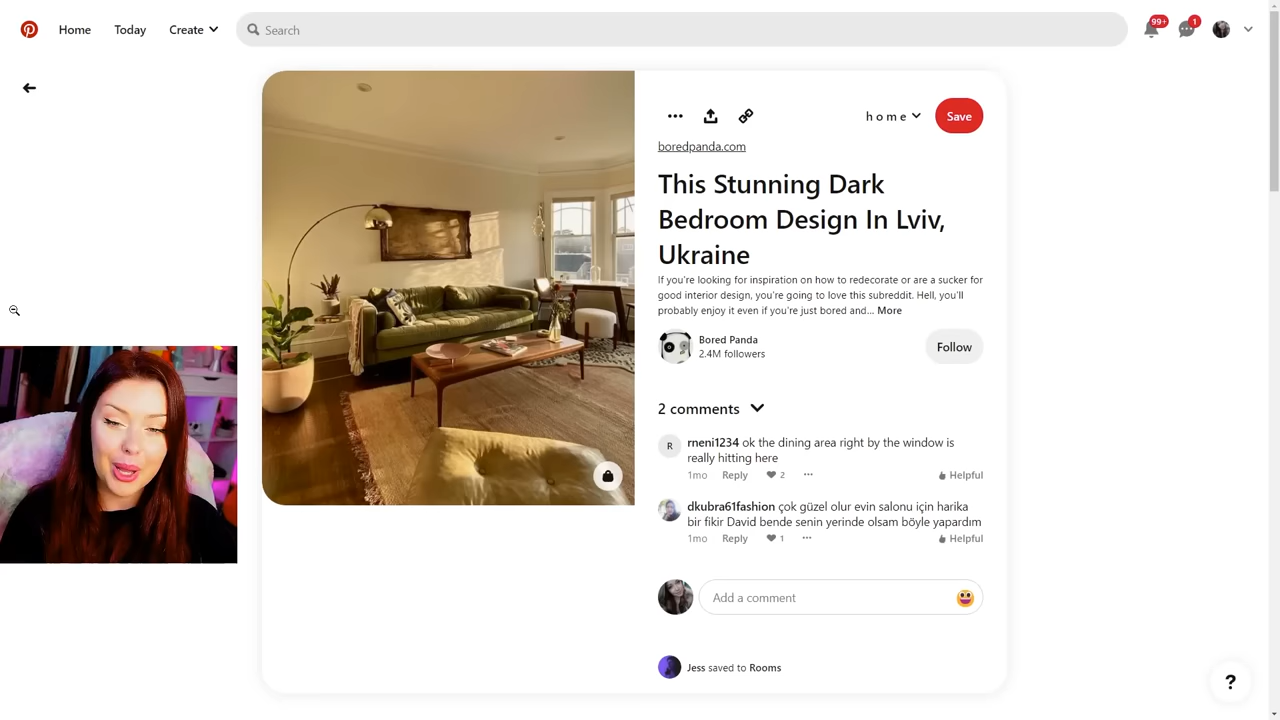 Home
Today
Create
Search
99+
1
h o m e
Save
boredpanda.com
This Stunning Dark
Bedroom Design In Lviv,
Ukraine
If you're looking for inspiration on how to redecorate or are a sucker for
good interior design, you're going to love this subreddit. Hell, you'll
probably enjoy it even if you're just bored and... More
Bored Panda
2.4M followers
Follow
2 comments
R
rneni1234 ok the dining area right by the window is
really hitting here
1mo Reply 2 ... Helpful
dkubra61fashion çok güzel olur evin salonu için harika
bir fikir David bende senin yerinde olsam böyle yapardım
1mo Reply 1 ... Helpful
Add a comment
Jess saved to Rooms
?